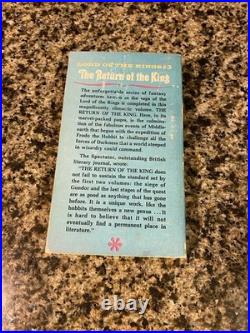 LORD OF THE RINGS #3
The Return of the King
The unforgettable series of fantasy
adventures known as the saga of the
Lord of the Rings is completed in this
magnificently climactic volume, THE
RETURN OF THE KING. Here, in its
marvel-packed pages, is the culmina-
tion of the fabulous events of Middle-
earth that began with the expedition of
Frodo the Hobbit to challenge all the
forces of Darkness that a world steeped
in wizardry could command.
The Spectator, outstanding British
literary journal, wrote:
"THE RETURN OF THE KING does
not fail to sustain the standard set by
the first two volumes: the siege of
Gondor and the last stages of the quest
are as good as anything that has gone
before. It is a unique work, like the
hobbits themselves a new genus ... It
is hard to believe that it will not
eventually find a permanent place in
literature."